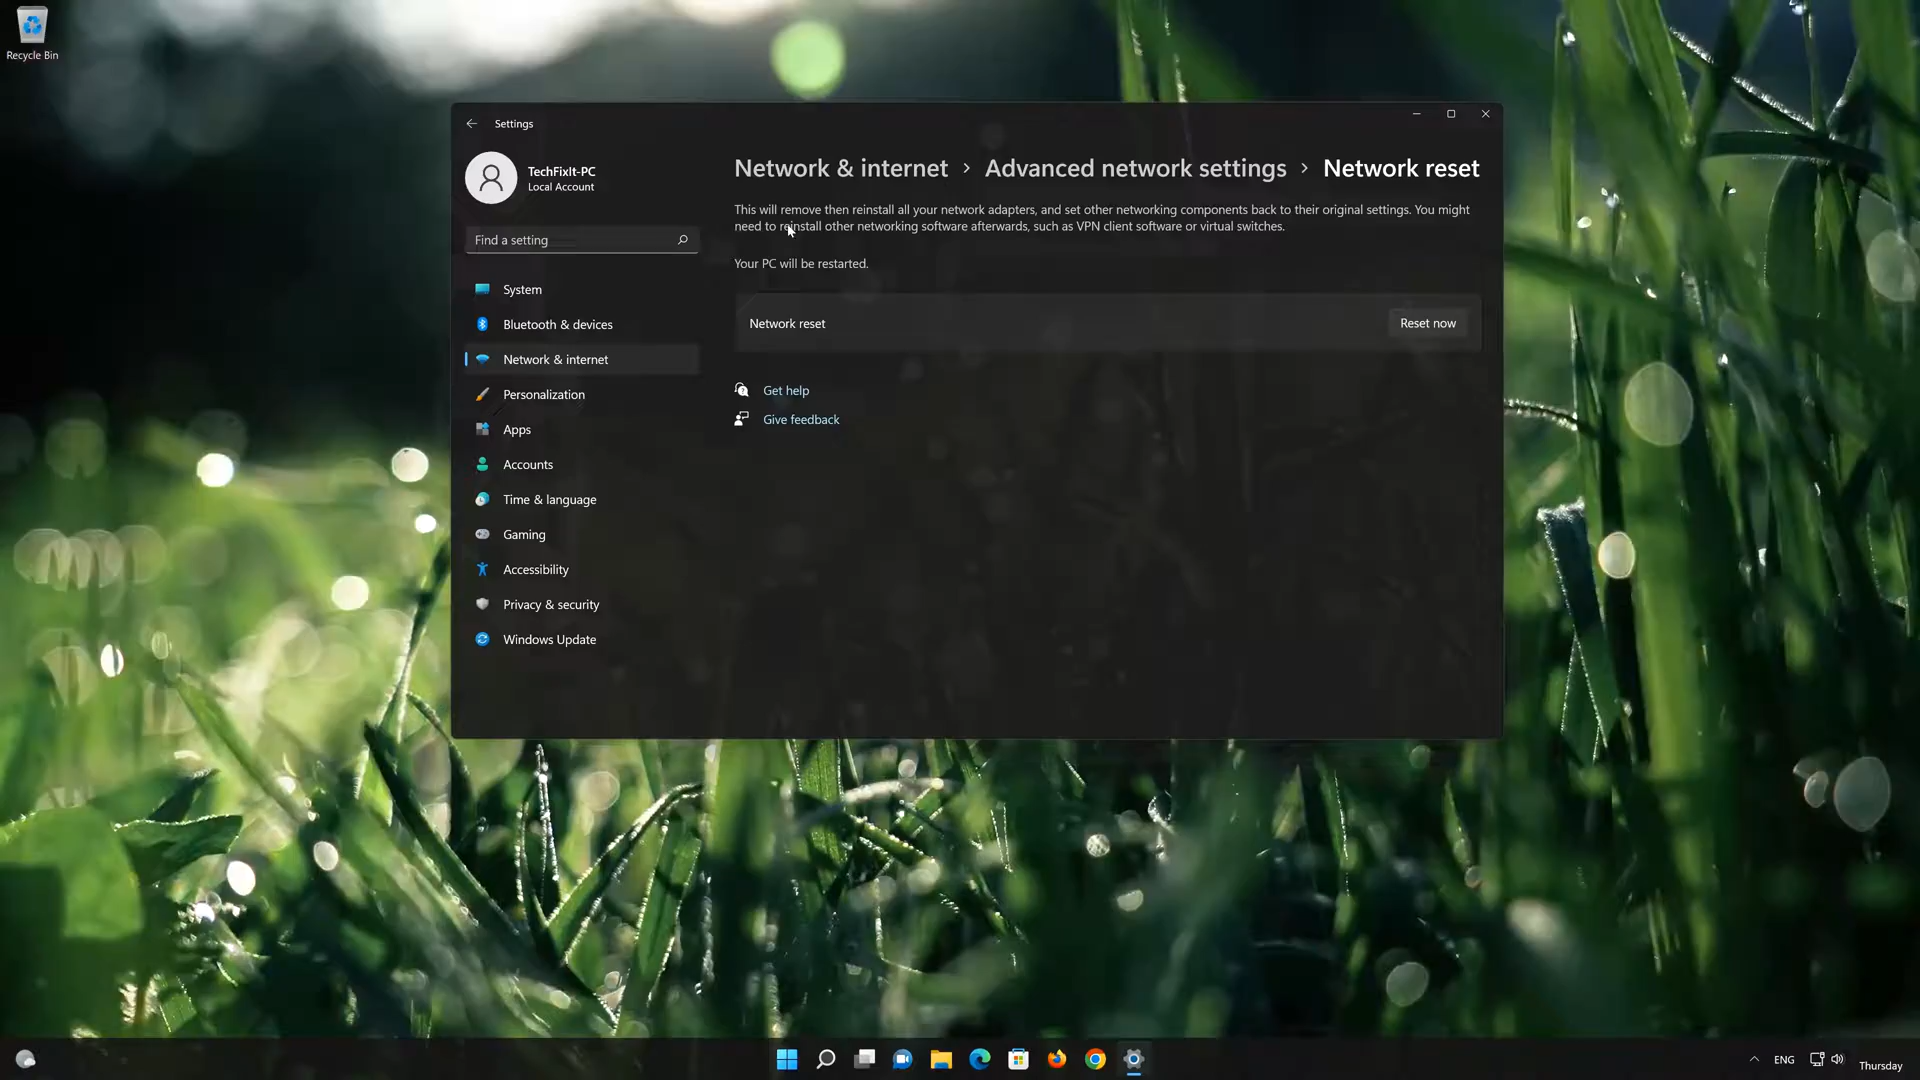 Recycle Bin
Settings
TechFixIt-PC
Local Account
Find a setting
System
Bluetooth & devices
Network & internet
Personalization
Apps
Accounts
Time & language
Gaming
Accessibility
Privacy & security
Windows Update
Network & internet › Advanced network settings › Network reset
This will remove then reinstall all your network adapters, and set other networking components back to their original settings. You might
need to reinstall other networking software afterwards, such as VPN client software or virtual switches.
Your PC will be restarted.
Network reset
Reset now
Get help
Give feedback
ENG
Thursday